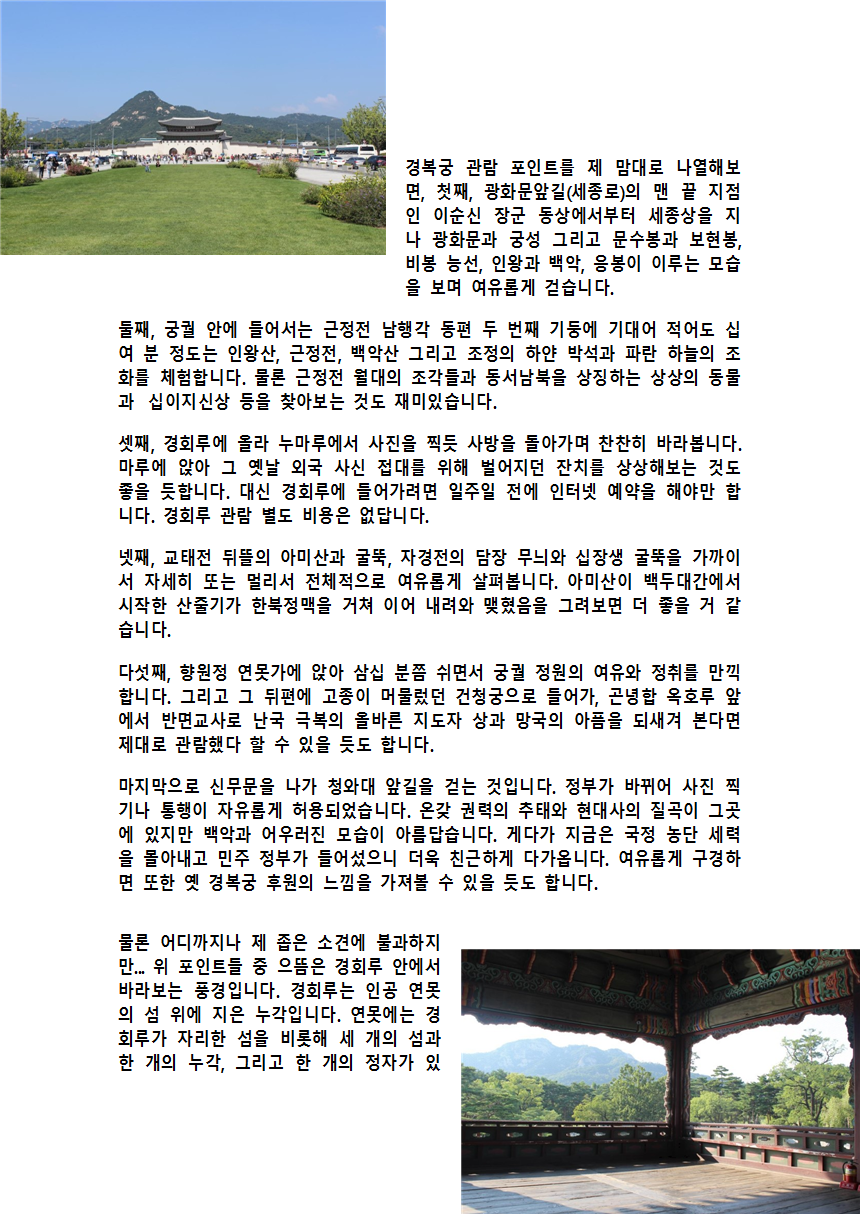 경복궁 관람 포인트를 제 맘대로 나열해보
면, 첫째, 광화문앞길(세종로)의 맨 끝 지점
인 이순신 장군 동상에서부터 세종상을 지
나 광화문과 궁성 그리고 문수봉과 보현봉,
비봉 능선, 인왕과 백악, 응봉이 이루는 모습
을 보며 여유롭게 걷습니다.
둘째, 궁궐 안에 들어서는 근정전 남행각 동편 두 번째 기둥에 기대어 적어도 십
여 분 정도는 인왕산, 근정전, 백악산 그리고 조정의 하얀 박석과 파란 하늘의 조
화를 체험합니다. 물론 근정전 월대의 조각들과 동서남북을 상징하는 상상의 동물
과 십이지신상 등을 찾아보는 것도 재미있습니다.
셋째, 경회루에 올라 누마루에서 사진을 찍듯 사방을 돌아가며 찬찬히 바라봅니다.
마루에 앉아 그 옛날 외국 사신 접대를 위해 벌어지던 잔치를 상상해보는 것도
좋을 듯합니다. 대신 경회루에 들어가려면 일주일 전에 인터넷 예약을 해야만 합
니다. 경회루 관람 별도 비용은 없답니다.
넷째, 교태전 뒤뜰의 아미산과 굴뚝, 자경전의 담장 무늬와 십장생 굴뚝을 가까이
서 자세히 또는 멀리서 전체적으로 여유롭게 살펴봅니다. 아미산이 백두대간에서
시작한 산줄기가 한북정맥을 거쳐 이어 내려와 맺혔음을 그려보면 더 좋을 거 같
습니다.
다섯째, 향원정 연못가에 앉아 삼십 분쯤 쉬면서 궁궐 정원의 여유와 정취를 만끽
합니다. 그리고 그 뒤편에 고종이 머물렀던 건청궁으로 들어가, 곤녕합 옥호루 앞
에서 반면교사로 난국 극복의 올바른 지도자 상과 망국의 아픔을 되새겨 본다면
제대로 관람했다 할 수 있을 듯도 합니다.
마지막으로 신무문을 나가 청와대 앞길을 걷는 것입니다. 정부가 바뀌어 사진 찍
기나 통행이 자유롭게 허용되었습니다. 온갖 권력의 추태와 현대사의 질곡이 그곳
에 있지만 백악과 어우러진 모습이 아름답습니다. 게다가 지금은 국정 농단 세력
을 몰아내고 민주 정부가 들어섰으니 더욱 친근하게 다가옵니다. 여유롭게 구경하
면 또한 옛 경복궁 후원의 느낌을 가져볼 수 있을 듯도 합니다.
물론 어디까지나 제 좁은 소견에 불과하지
만... 위 포인트들 중 으뜸은 경회루 안에서
바라보는 풍경입니다. 경회루는 인공 연못
의 섬 위에 지은 누각입니다. 연못에는 경
회루가 자리한 섬을 비롯해 세 개의 섬과
한 개의 누각, 그리고 한 개의 정자가 있